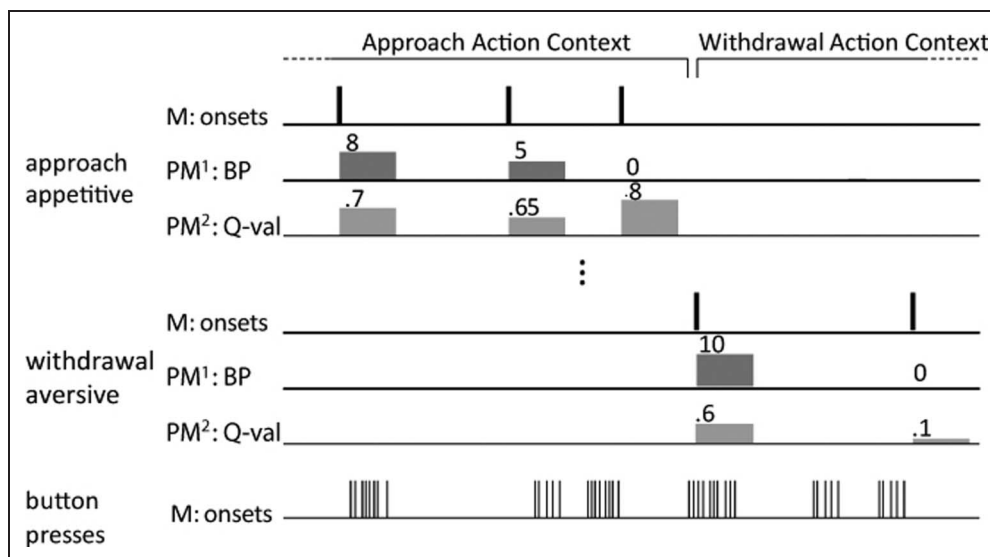 Approach Action Context Withdrawal Action Context
M: onsets
approach appetitive
PM¹: BP 8 5 0
PM²: Q-val .7 .65 .8
⋮
M: onsets
withdrawal aversive
PM¹: BP 10 0
PM²: Q-val .6 .1
button presses
M: onsets